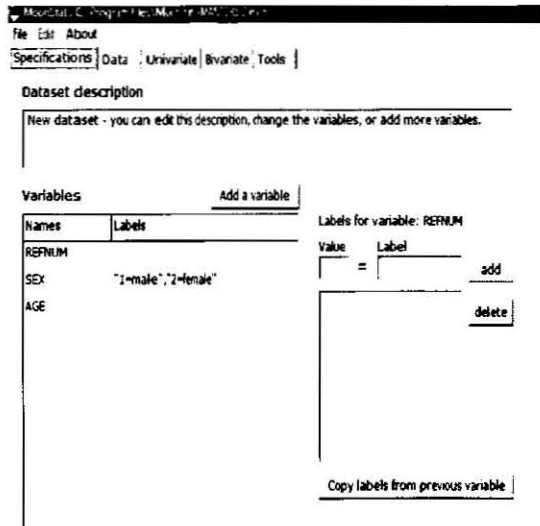 File Edit About
Specifications Data Univariate Bivariate Tools
Dataset description
New dataset - you can edit this description, change the variables, or add more variables.
Variables Add a variable
Names Labels
REFNUM
SEX "1=male","2=female"
AGE
Labels for variable: REFNUM
Value Label
= add
delete
Copy labels from previous variable